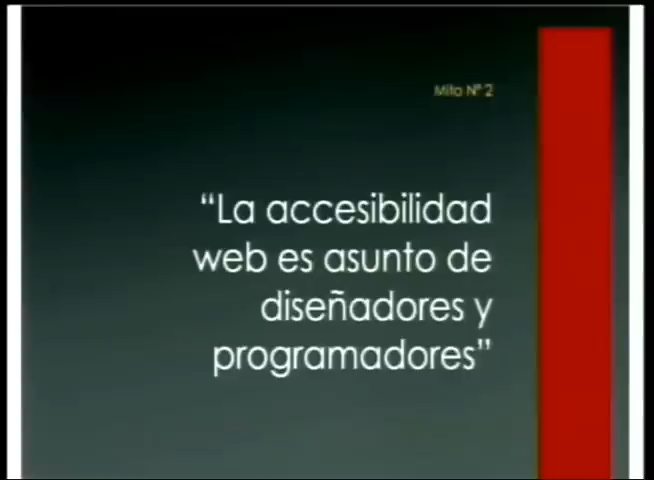 Mito Nº 2
“La accesibilidad
web es asunto de
diseñadores y
programadores”